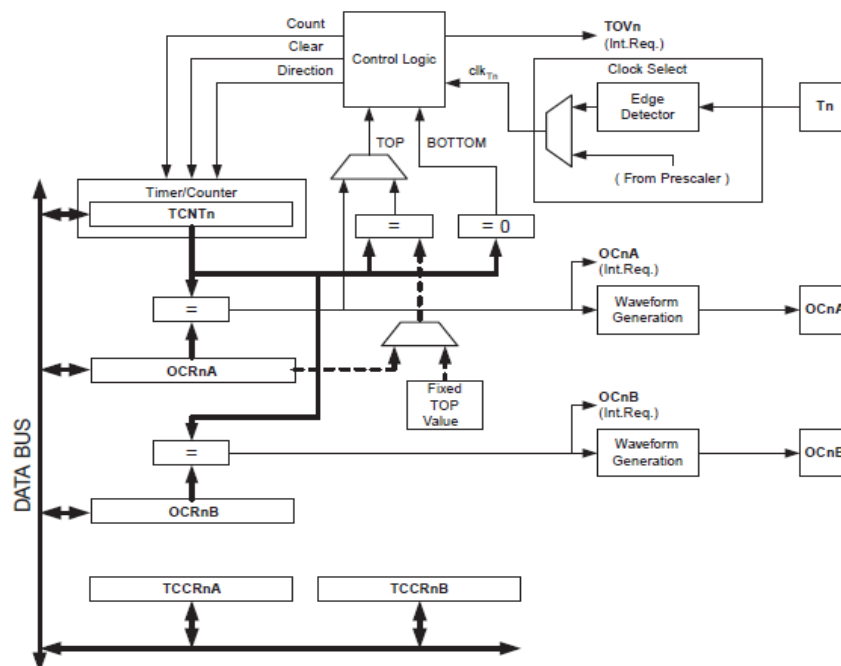 Count
Clear
Direction
Control Logic
TOVn
(Int.Req.)
clkTn
Clock Select
Edge
Detector
Tn
( From Prescaler )
TOP
BOTTOM
Timer/Counter
TCNTn
=
= 0
OCnA
(Int.Req.)
=
Waveform
Generation
OCnA
OCRnA
Fixed
TOP
Value
OCnB
(Int.Req.)
=
Waveform
Generation
OCnB
OCRnB
DATA BUS
TCCRnA
TCCRnB